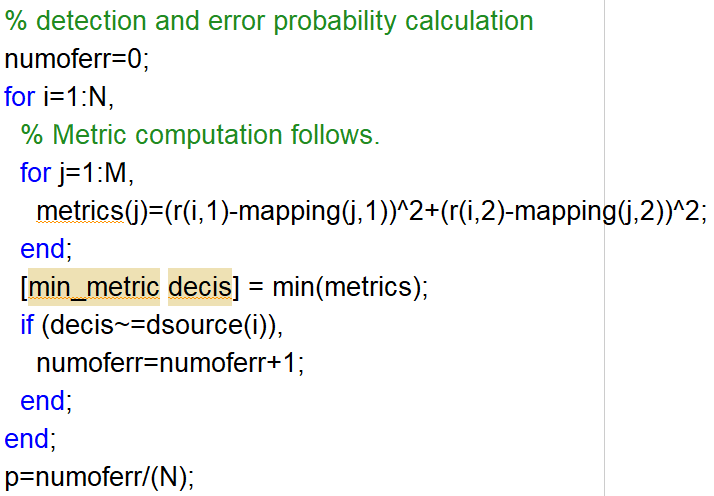 % detection and error probability calculation
numoferr=0;
for i=1:N,
% Metric computation follows.
for j=1:M,
metrics(j)=(r(i,1)-mapping(j,1))^2+(r(i,2)-mapping(j,2))^2;
end;
[min_metric decis] = min(metrics);
if (decis~=dsource(i)),
numoferr=numoferr+1;
end;
end;
p=numoferr/(N);